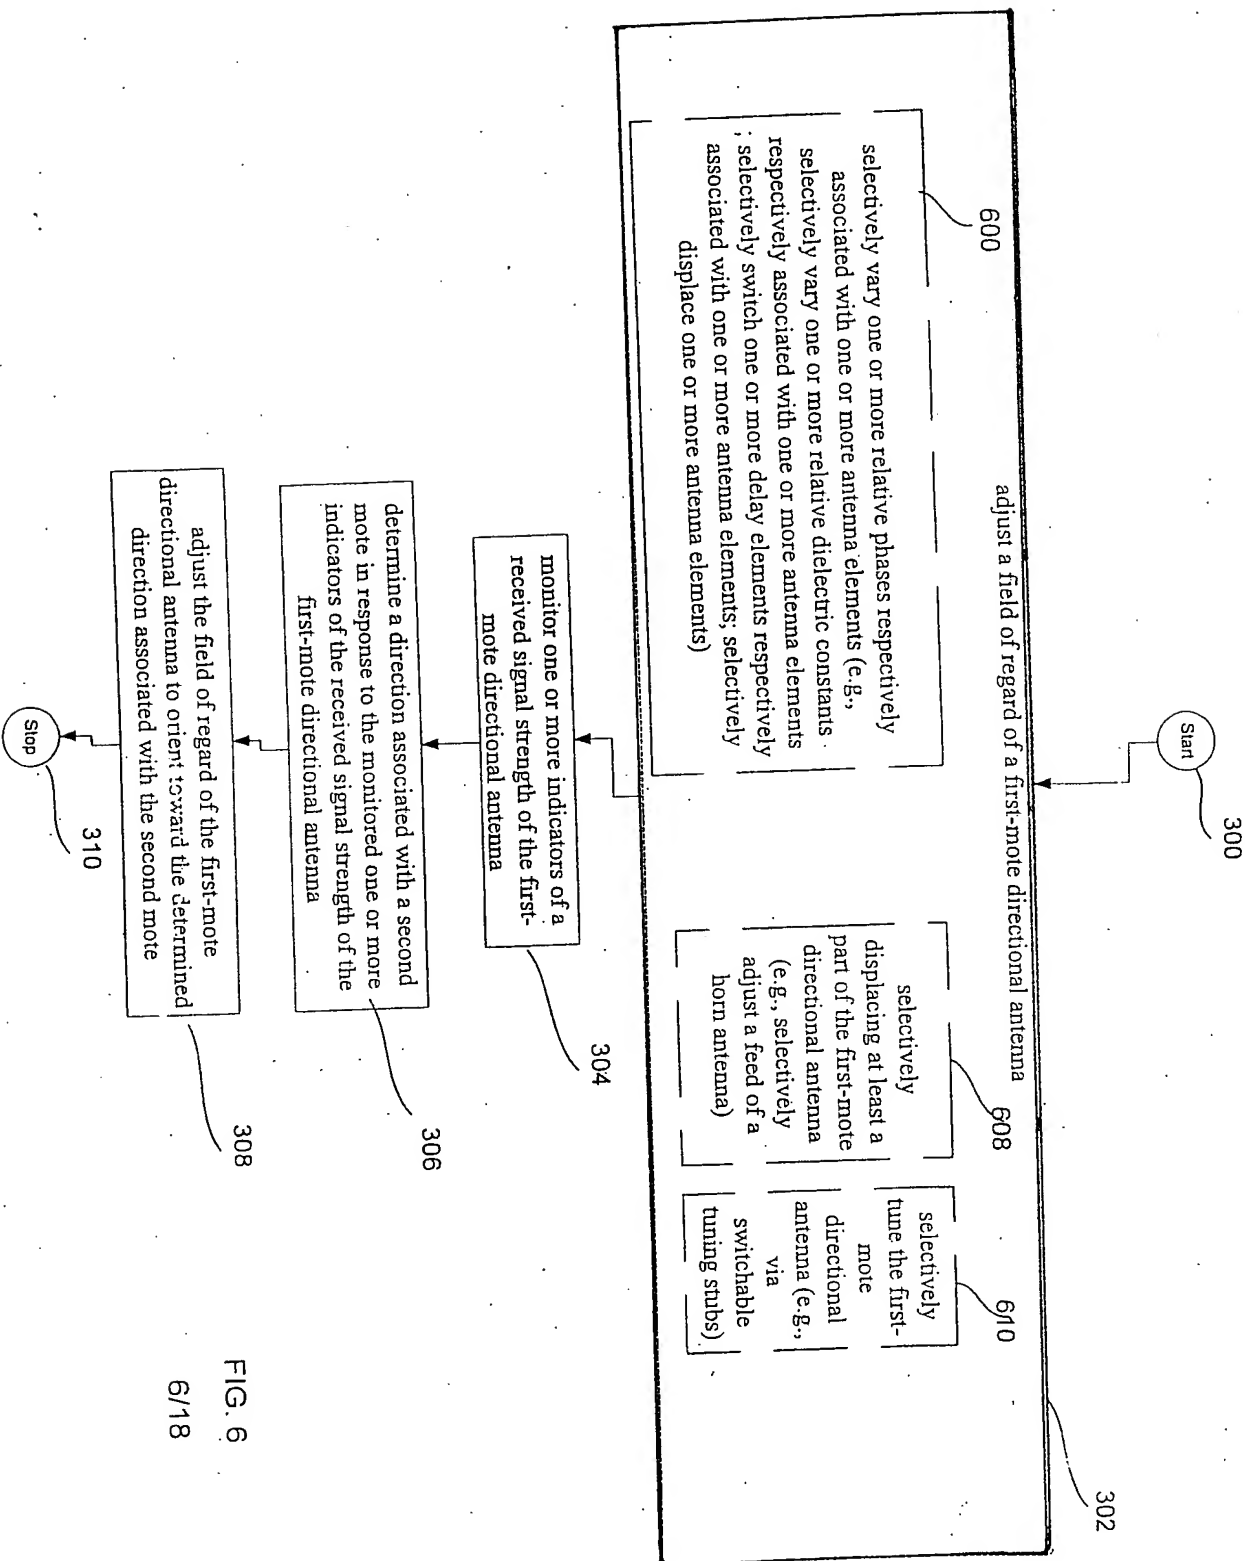 300
Start
adjust a field of regard of a first-mote directional antenna
302
600
selectively vary one or more relative phases respectively
associated with one or more antenna elements (e.g.,
selectively vary one or more relative dielectric constants
respectively associated with one or more antenna elements
; selectively switch one or more delay elements respectively
associated with one or more antenna elements; selectively
displace one or more antenna elements)
608
selectively
displacing at least a
part of the first-mote
directional antenna
(e.g., selectively
adjust a feed of a
horn antenna)
610
selectively
tune the first-
mote
directional
antenna (e.g.,
via
switchable
tuning stubs)
monitor one or more indicators of a
received signal strength of the first-
mote directional antenna
304
determine a direction associated with a second
mote in response to the monitored one or more
indicators of the received signal strength of the
first-mote directional antenna
306
adjust the field of regard of the first-mote
directional antenna to orient toward the determined
direction associated with the second mote
308
Stop
310
FIG. 6
6/18